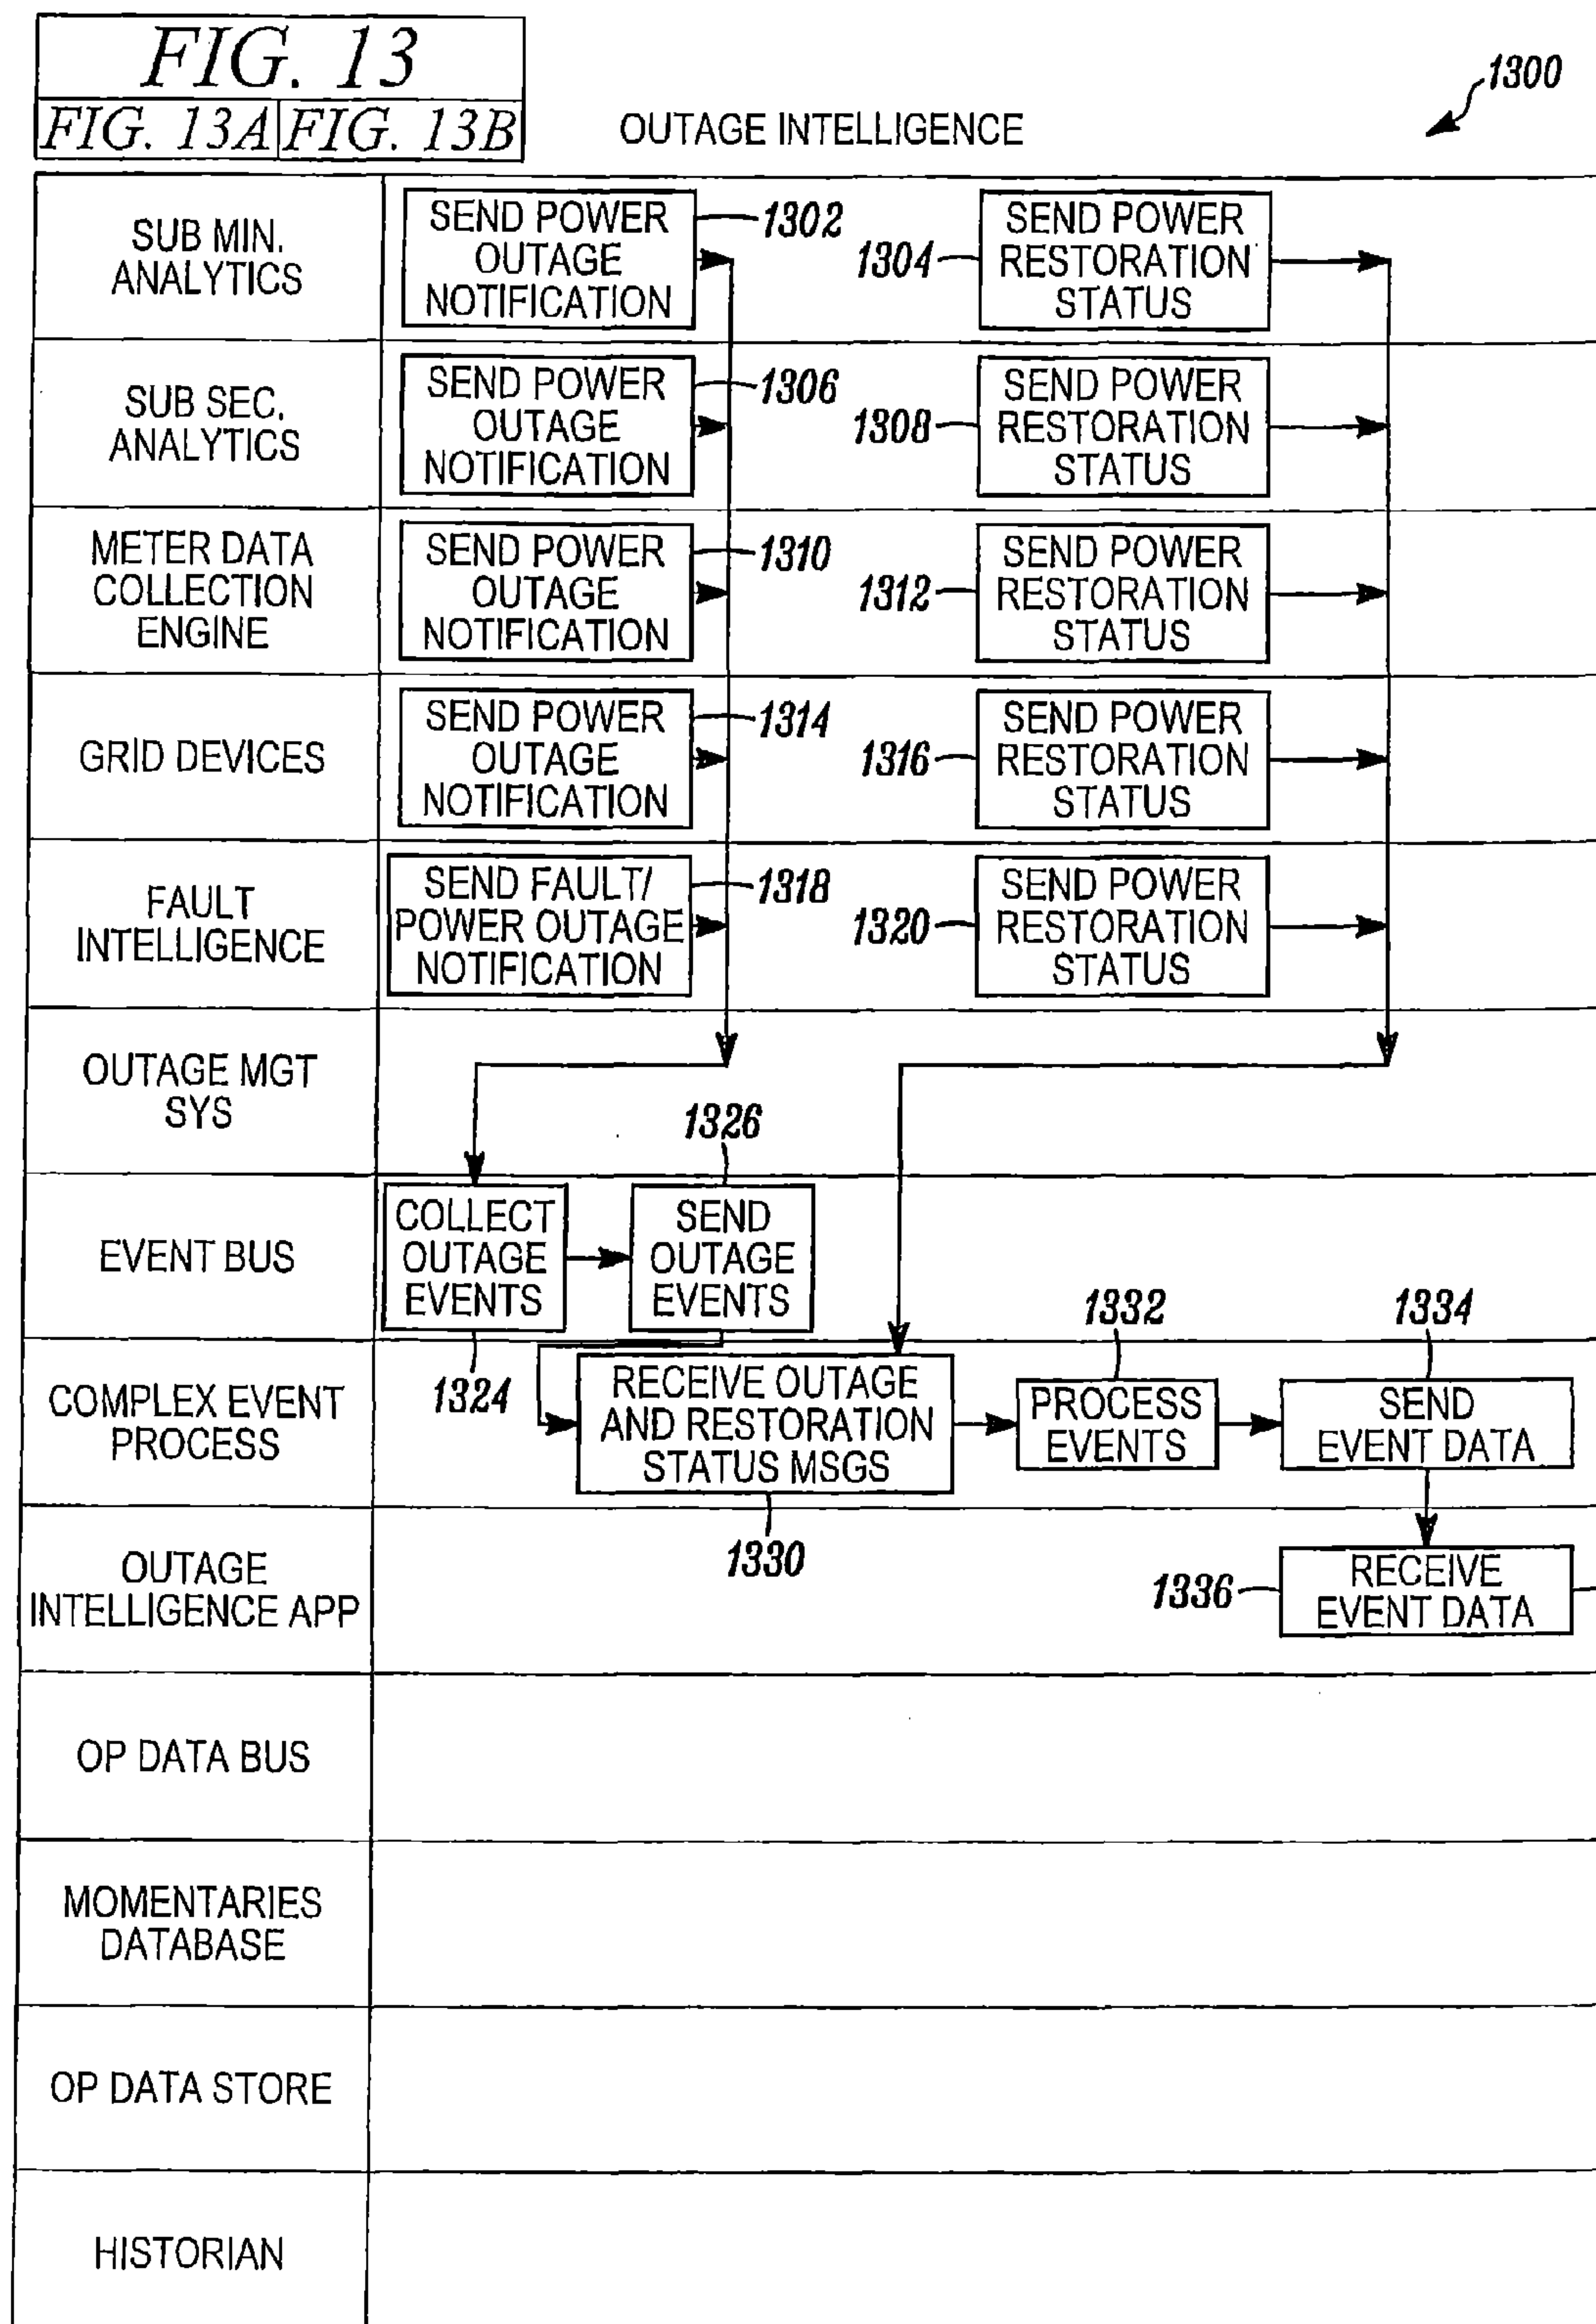 FIG. 13
FIG. 13A FIG. 13B
OUTAGE INTELLIGENCE
1300
SUB MIN.
ANALYTICS
SEND POWER
OUTAGE
NOTIFICATION
1302
1304
SEND POWER
RESTORATION
STATUS
SUB SEC.
ANALYTICS
SEND POWER
OUTAGE
NOTIFICATION
1306
1308
SEND POWER
RESTORATION
STATUS
METER DATA
COLLECTION
ENGINE
SEND POWER
OUTAGE
NOTIFICATION
1310
1312
SEND POWER
RESTORATION
STATUS
GRID DEVICES
SEND POWER
OUTAGE
NOTIFICATION
1314
1316
SEND POWER
RESTORATION
STATUS
FAULT
INTELLIGENCE
SEND FAULT/
POWER OUTAGE
NOTIFICATION
1318
1320
SEND POWER
RESTORATION
STATUS
OUTAGE MGT
SYS
1326
EVENT BUS
COLLECT
OUTAGE
EVENTS
SEND
OUTAGE
EVENTS
1332
1334
COMPLEX EVENT
PROCESS
1324
RECEIVE OUTAGE
AND RESTORATION
STATUS MSGS
PROCESS
EVENTS
SEND
EVENT DATA
1330
OUTAGE
INTELLIGENCE APP
1336
RECEIVE
EVENT DATA
OP DATA BUS
MOMENTARIES
DATABASE
OP DATA STORE
HISTORIAN